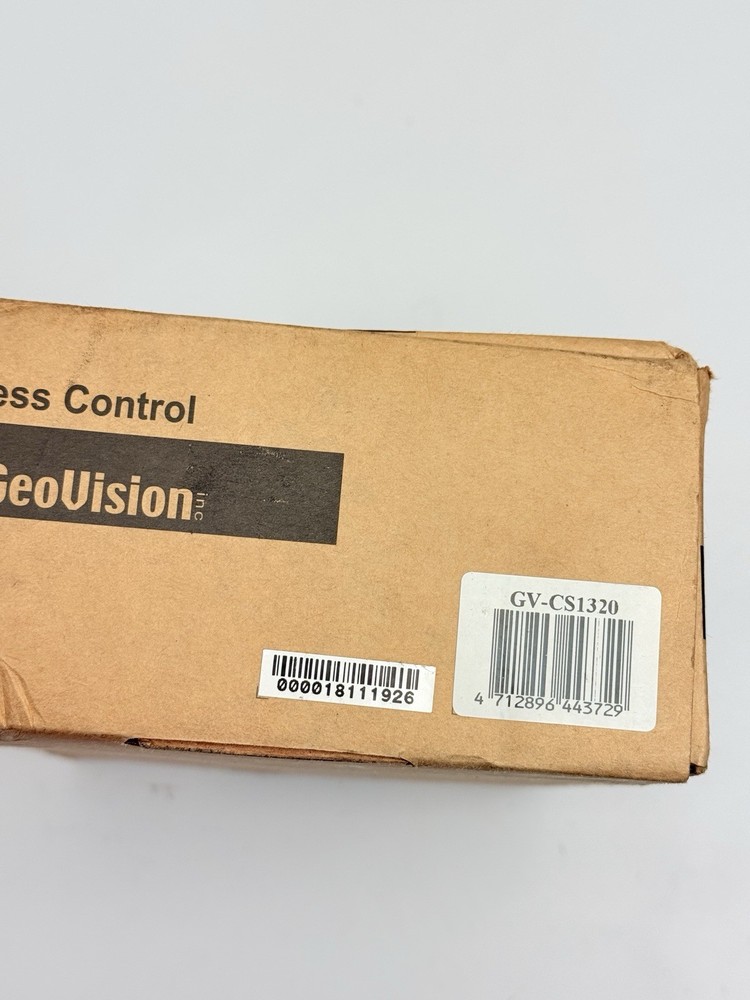 ess Control
GeoVision inc
GV-CS1320
4 712896 443729
000018111926